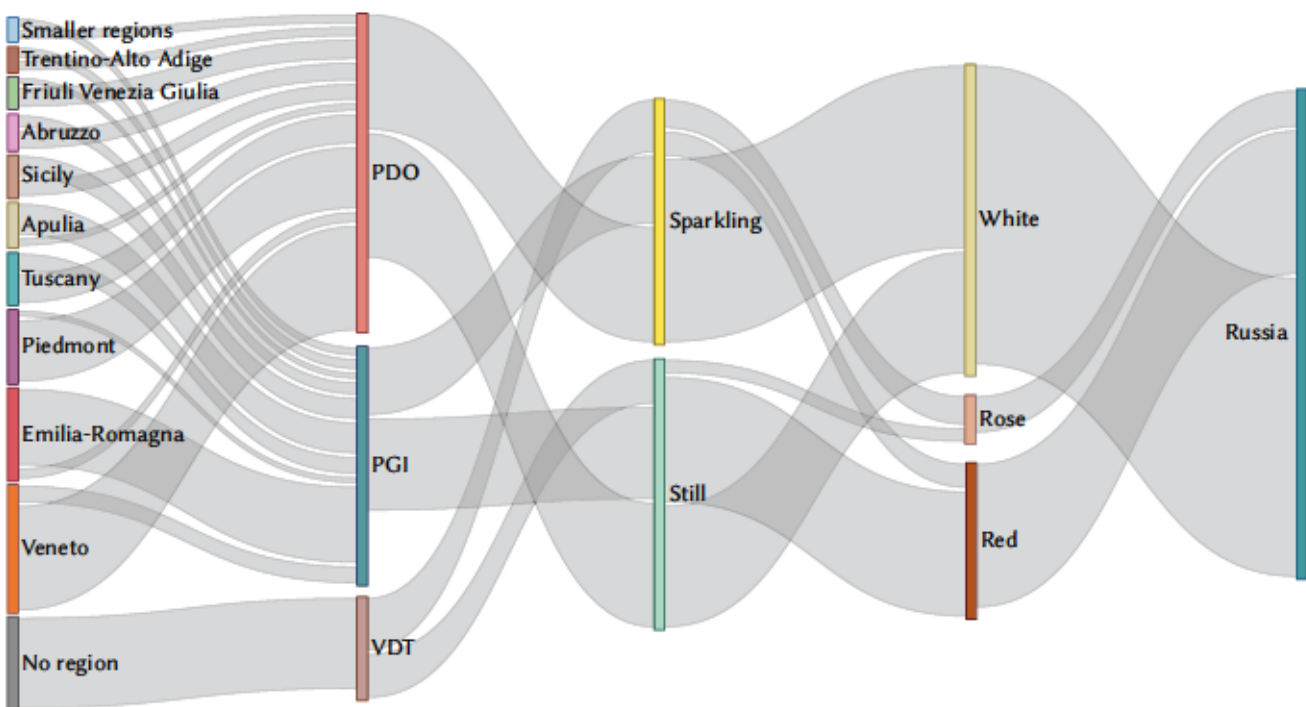 Smaller regions
Trentino-Alto Adige
Friuli Venezia Giulia
Abruzzo
Sicily
Apulia
Tuscany
Piedmont
Emilia-Romagna
Veneto
No region
PDO
PGI
VDT
Sparkling
Still
White
Rose
Red
Russia